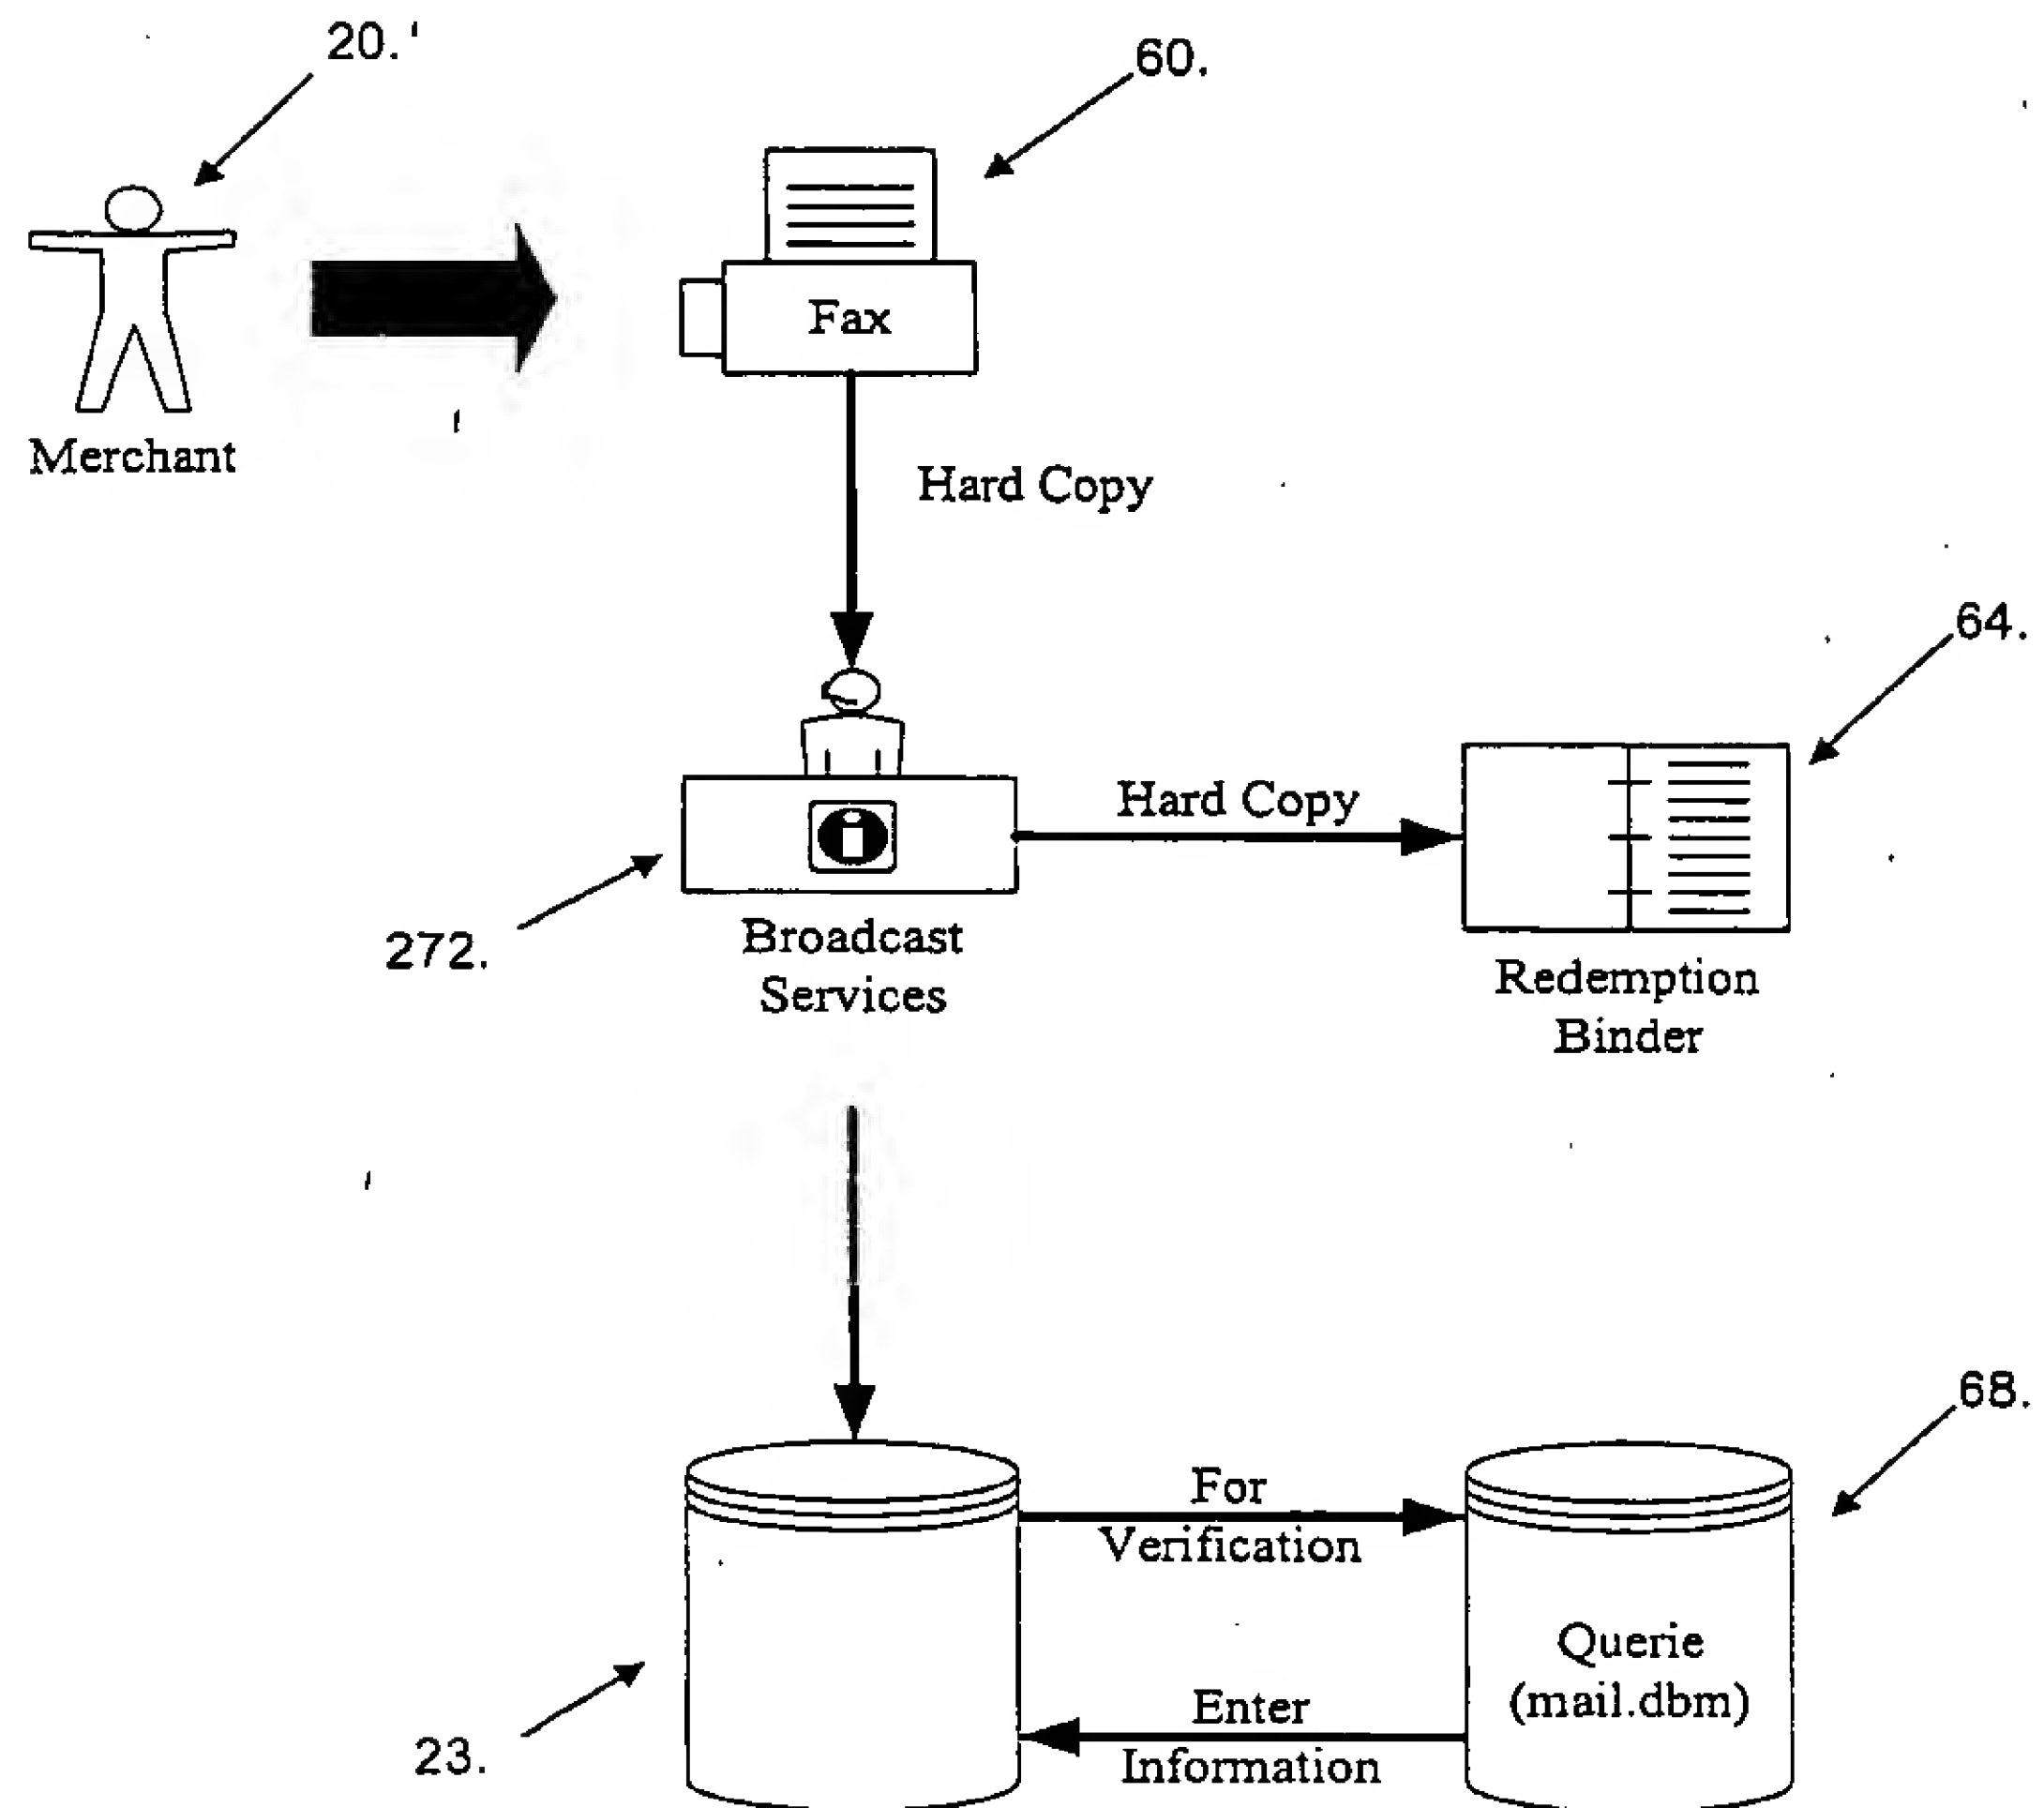 20.'
60.
Fax
Merchant
Hard Copy
64.
Hard Copy
272.
Broadcast
Services
Redemption
Binder
68.
For
Verification
Querie
(mail.dbm)
Enter
Information
23.